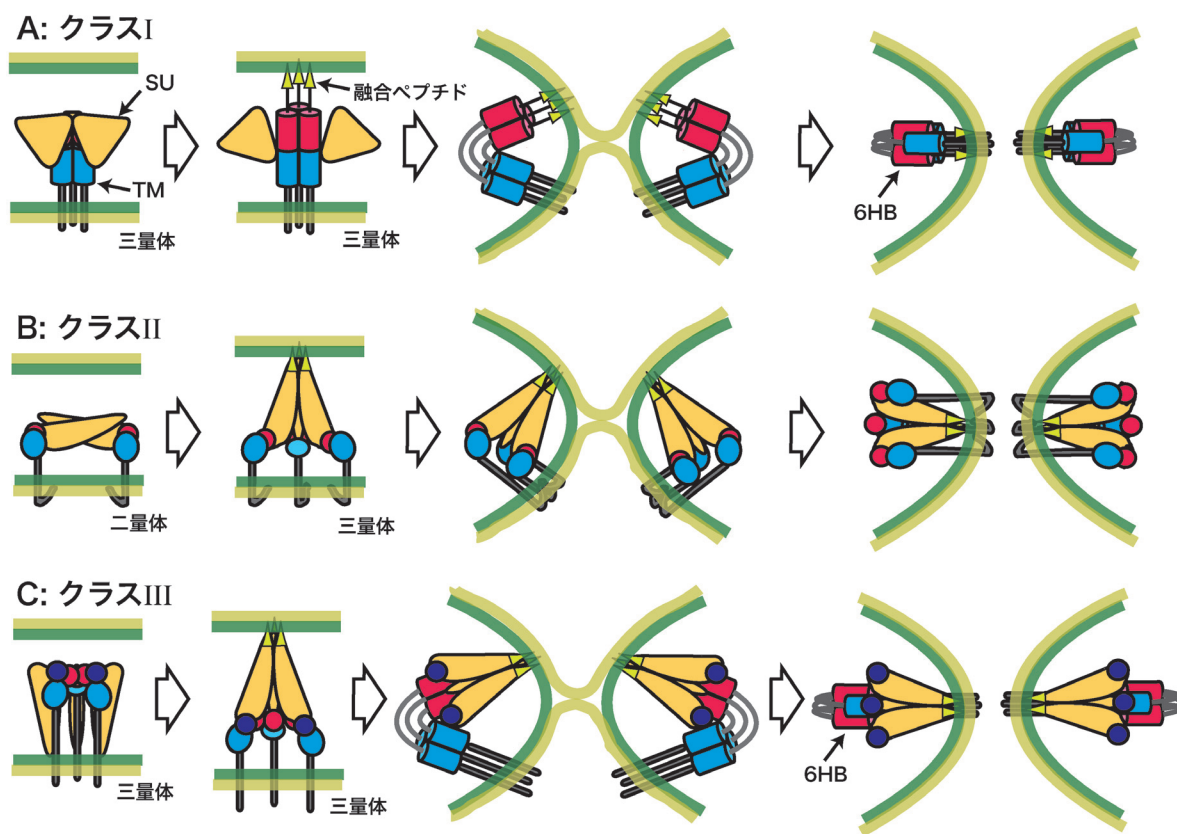 A: クラスI
SU
TM
三量体
融合ペプチド
三量体
6HB
B: クラスII
二量体
三量体
C: クラスIII
三量体
三量体
6HB